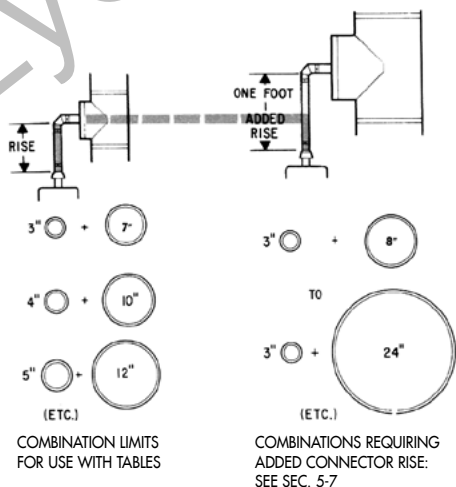 ONE FOOT
ADDED
RISE
RISE
3" + 7"
3" + 8"
4" + 10"
TO
5" + 12"
3" + 24"
(ETC.)
(ETC.)
COMBINATION LIMITS
FOR USE WITH TABLES
COMBINATIONS REQUIRING
ADDED CONNECTOR RISE:
SEE SEC. 5-7